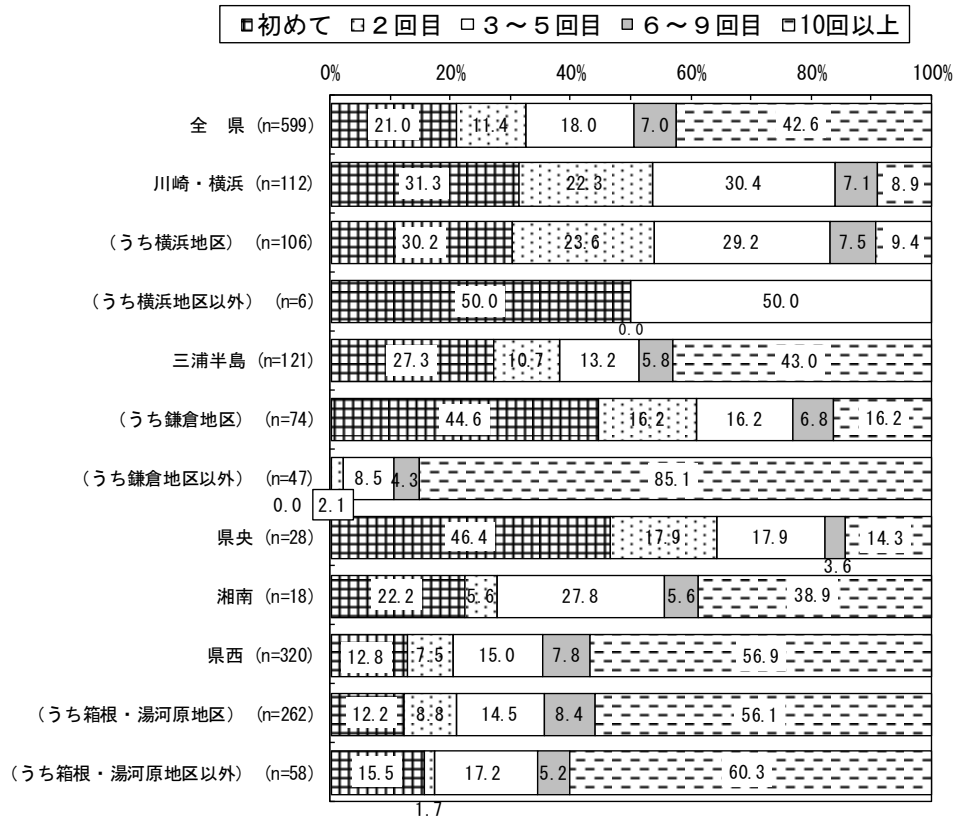 初めて ２回目 ３～５回目 ６～９回目 10回以上
0% 20% 40% 60% 80% 100%
全　県 (n=599) 21.0 11.4 18.0 7.0 42.6
川崎・横浜 (n=112) 31.3 22.3 30.4 7.1 8.9
（うち横浜地区） (n=106) 30.2 23.6 29.2 7.5 9.4
（うち横浜地区以外） (n=6) 50.0 50.0
0.0
三浦半島 (n=121) 27.3 10.7 13.2 5.8 43.0
（うち鎌倉地区） (n=74) 44.6 16.2 16.2 6.8 16.2
（うち鎌倉地区以外） (n=47) 8.5 4.3 85.1
0.0 2.1
県央 (n=28) 46.4 17.9 17.9 14.3
3.6
湘南 (n=18) 22.2 5.6 27.8 5.6 38.9
県西 (n=320) 12.8 7.5 15.0 7.8 56.9
（うち箱根・湯河原地区） (n=262) 12.2 8.8 14.5 8.4 56.1
（うち箱根・湯河原地区以外） (n=58) 15.5 17.2 5.2 60.3
1.7